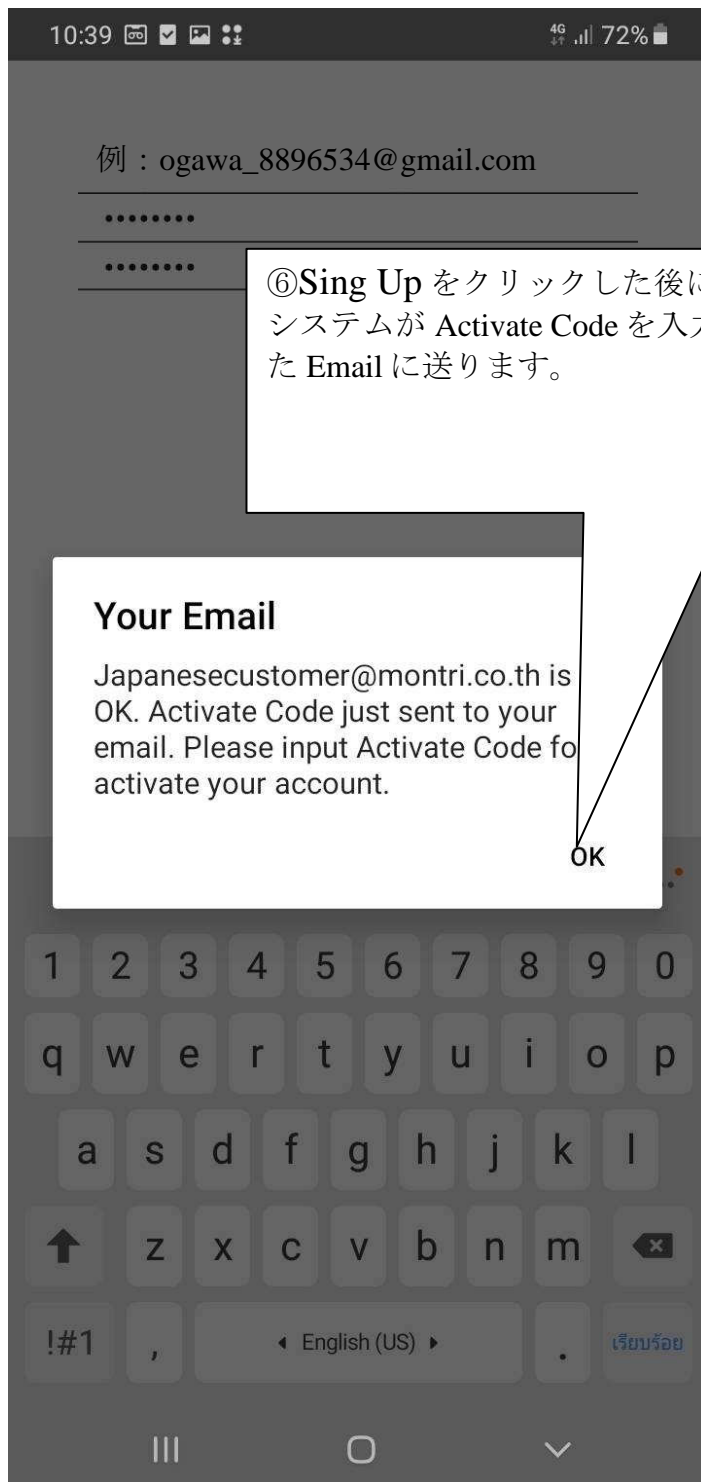 10:39 4G 72%
例：ogawa_8896534@gmail.com
••••••••
••••••••
⑥Sing Up をクリックした後
システムが Activate Code を入
た Email に送ります。
Your Email
Japanesecustomer@montri.co.th is
OK. Activate Code just sent to your
email. Please input Activate Code fo
activate your account.
OK
1 2 3 4 5 6 7 8 9 0
q w e r t y u i o p
a s d f g h j k l
z x c v b n m
!#1 , English (US) . เรียบร้อย